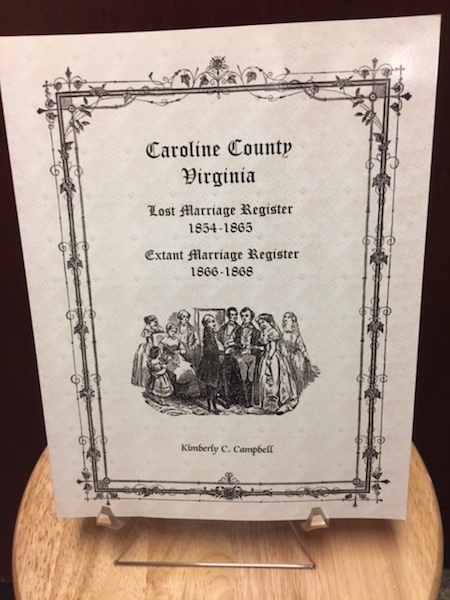 Caroline County
Virginia
Lost Marriage Register
1854-1865
Extant Marriage Register
1866-1868
Kimberly C. Campbell